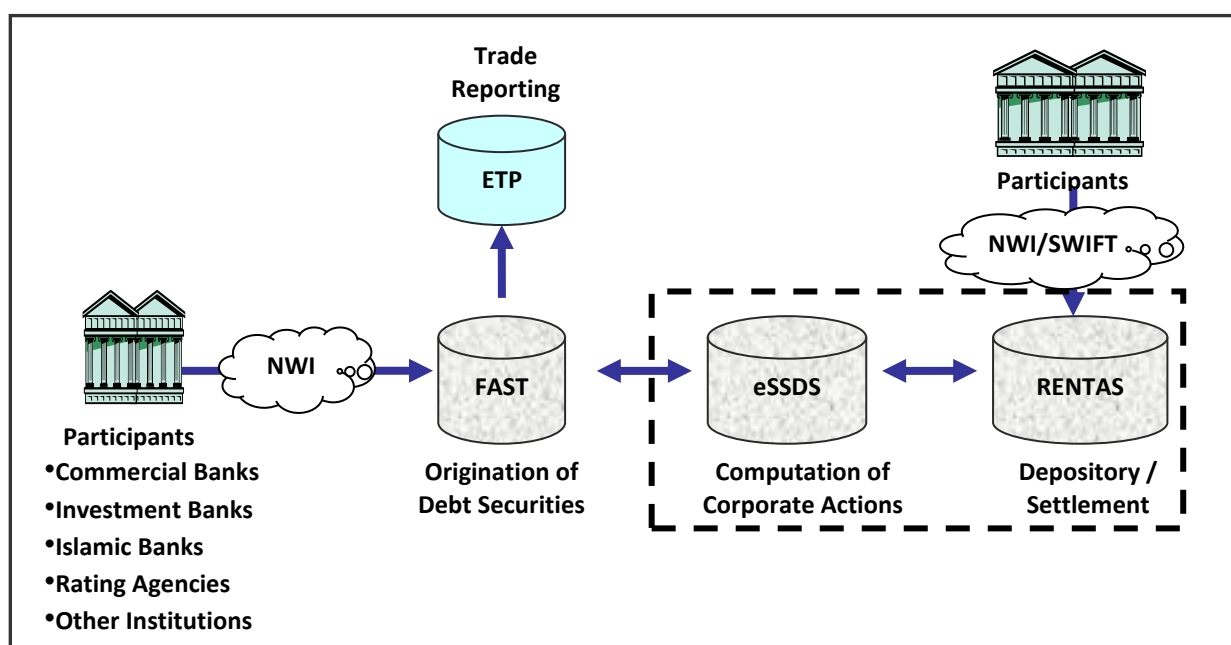 Trade
Reporting
ETP
Participants
NWI/SWIFT
NWI
FAST
eSSDS
RENTAS
Participants
•Commercial Banks
•Investment Banks
•Islamic Banks
•Rating Agencies
•Other Institutions
Origination of
Debt Securities
Computation of
Corporate Actions
Depository /
Settlement